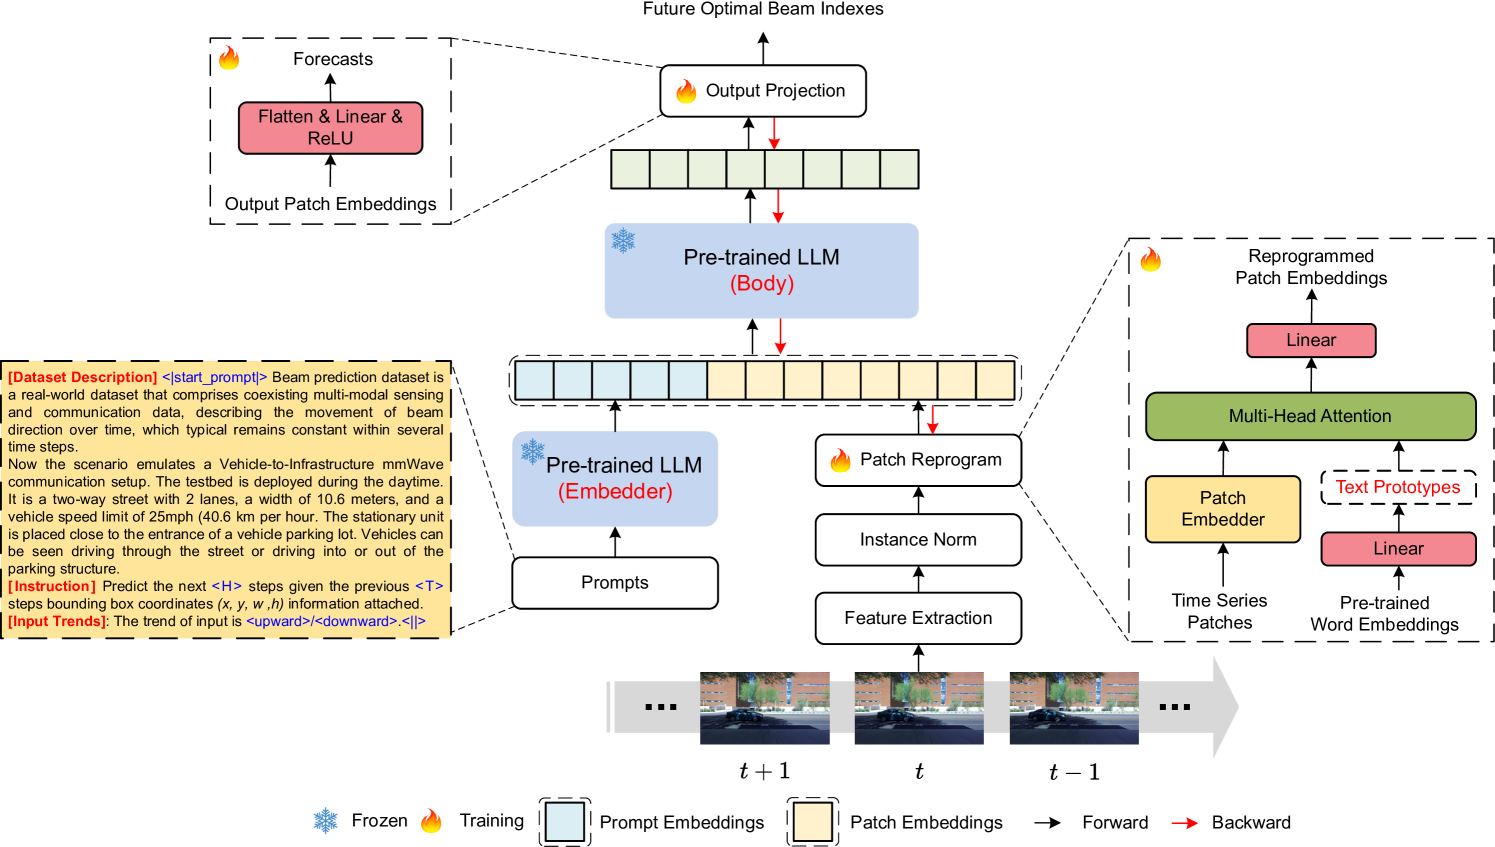 Future Optimal Beam Indexes
Forecasts
Flatten & Linear &
ReLU
Output Patch Embeddings
Output Projection
Pre-trained LLM
(Body)
[Dataset Description] <|start_prompt|> Beam prediction dataset is
a real-world dataset that comprises coexisting multi-modal sensing
and communication data, describing the movement of beam
direction over time, which typical remains constant within several
time steps.
Now the scenario emulates a Vehicle-to-Infrastructure mmWave
communication setup. The testbed is deployed during the daytime.
It is a two-way street with 2 lanes, a width of 10.6 meters, and a
vehicle speed limit of 25mph (40.6 km per hour. The stationary unit
is placed close to the entrance of a vehicle parking lot. Vehicles can
be seen driving through the street or driving into or out of the
parking structure.
[Instruction] Predict the next <H> steps given the previous <T>
steps bounding box coordinates (x, y, w ,h) information attached.
[Input Trends]: The trend of input is <upward>/<downward>.<||>
Pre-trained LLM
(Embedder)
Prompts
Patch Reprogram
Instance Norm
Feature Extraction
Reprogrammed
Patch Embeddings
Linear
Multi-Head Attention
Patch
Embedder
Text Prototypes
Linear
Time Series
Patches
Pre-trained
Word Embeddings
... ...
t + 1 t t − 1
Frozen Training Prompt Embeddings Patch Embeddings Forward Backward